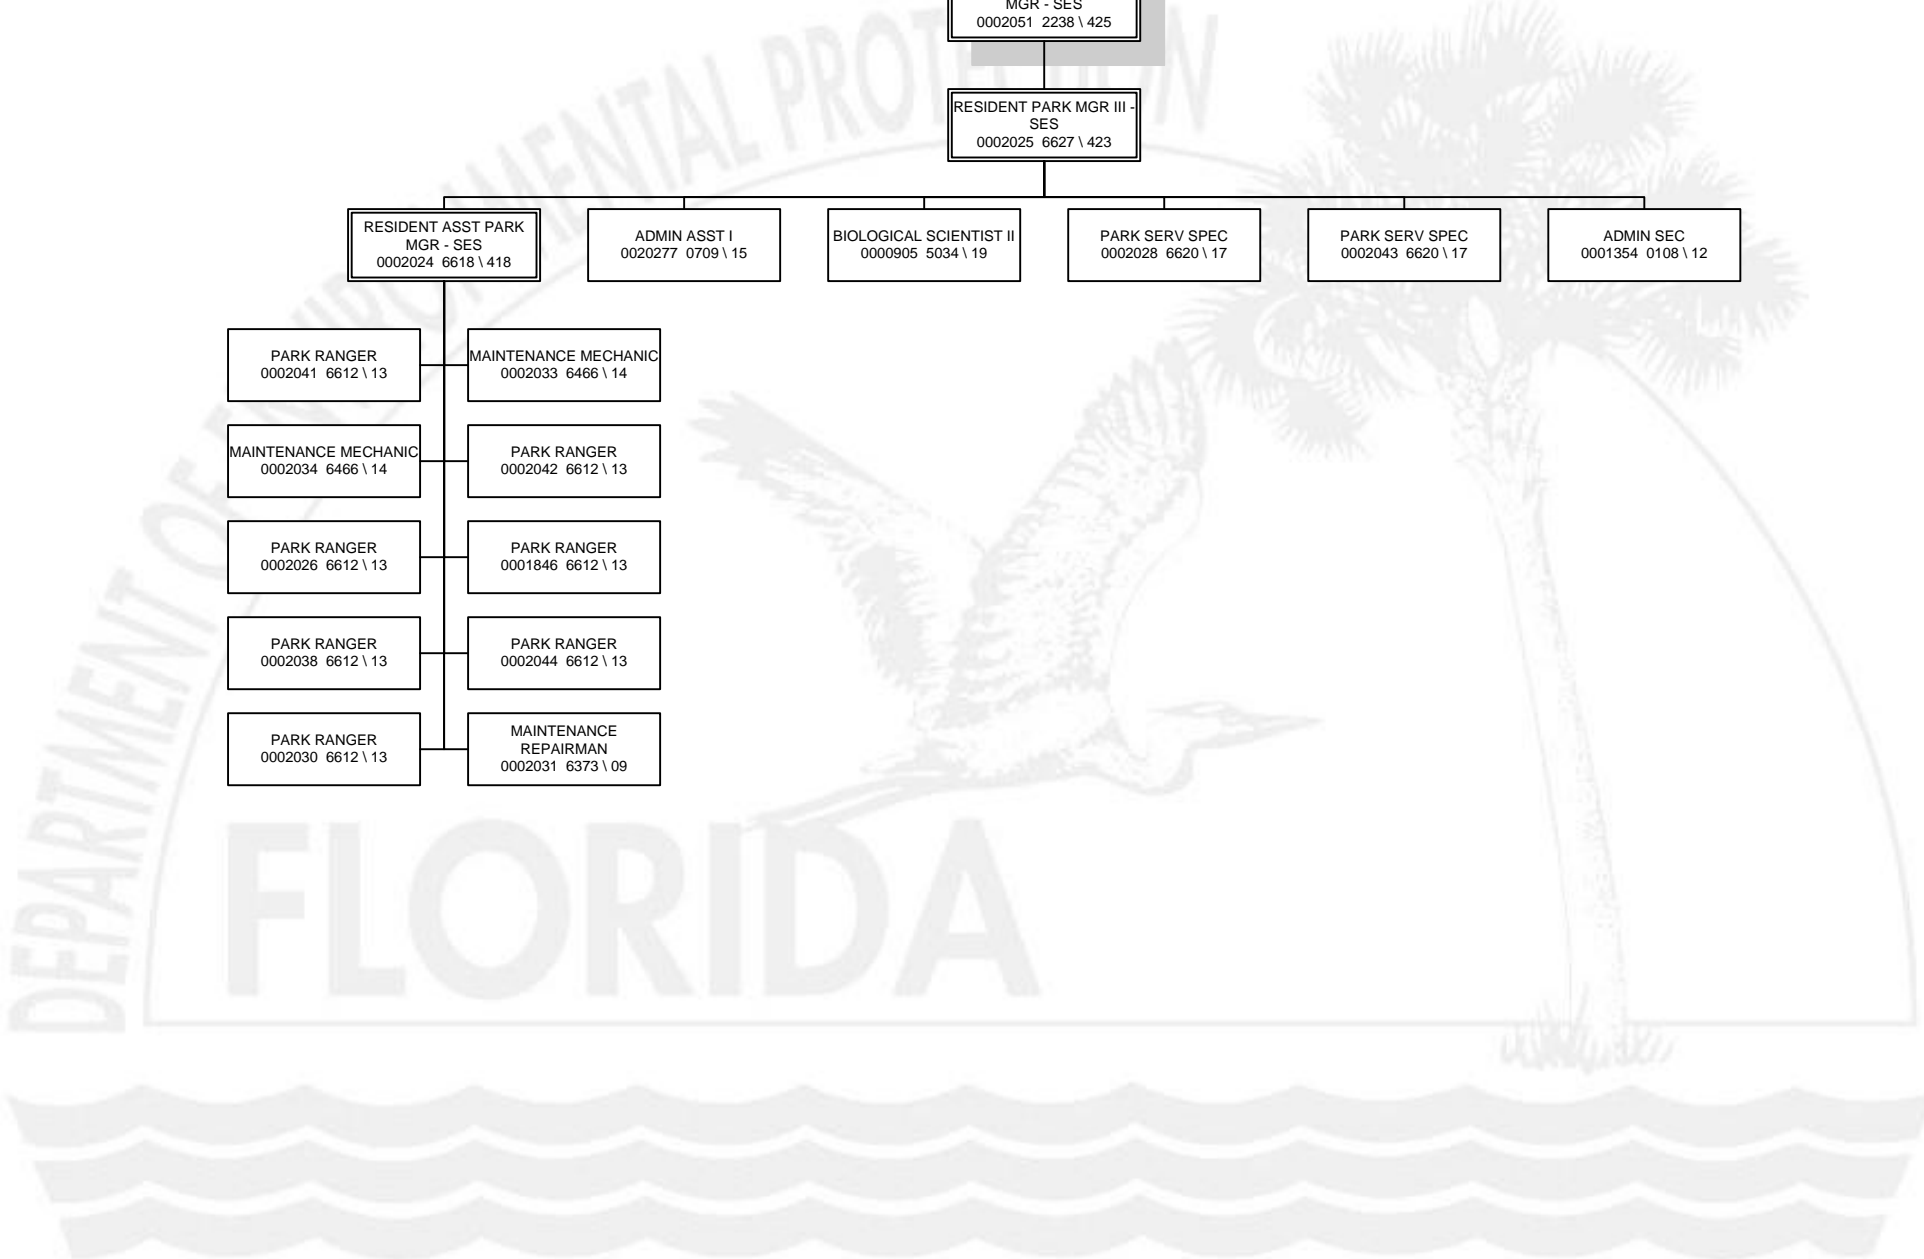 MGR - SES
0002051 2238 \ 425
RESIDENT PARK MGR III -
SES
0002025 6627 \ 423
RESIDENT ASST PARK
MGR - SES
0002024 6618 \ 418
ADMIN ASST I
0020277 0709 \ 15
BIOLOGICAL SCIENTIST II
0000905 5034 \ 19
PARK SERV SPEC
0002028 6620 \ 17
PARK SERV SPEC
0002043 6620 \ 17
ADMIN SEC
0001354 0108 \ 12
PARK RANGER
0002041 6612 \ 13
MAINTENANCE MECHANIC
0002033 6466 \ 14
MAINTENANCE MECHANIC
0002034 6466 \ 14
PARK RANGER
0002042 6612 \ 13
PARK RANGER
0002026 6612 \ 13
PARK RANGER
0001846 6612 \ 13
PARK RANGER
0002038 6612 \ 13
PARK RANGER
0002044 6612 \ 13
PARK RANGER
0002030 6612 \ 13
MAINTENANCE
REPAIRMAN
0002031 6373 \ 09
DEPARTMENT OF ENVIRONMENTAL PROTECTION
FLORIDA